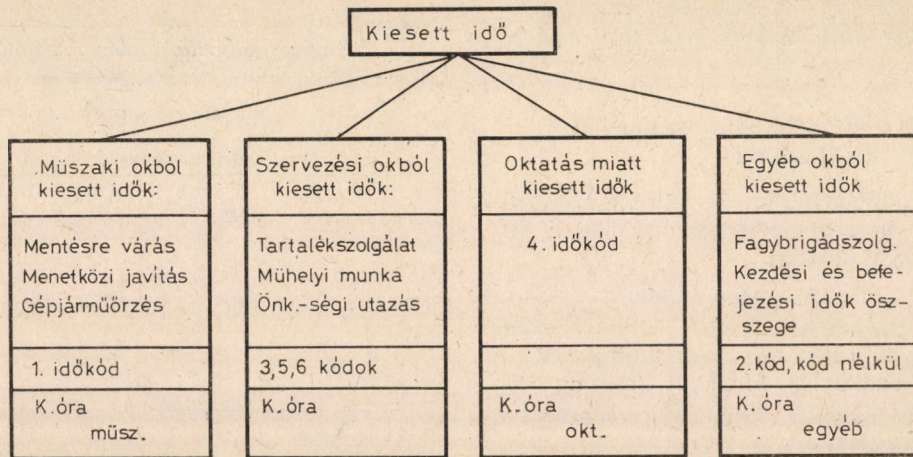 Kiesett idő
Műszaki okból
kiesett idők:
Mentésre várás
Menetközi javítás
Gépjárműőrzés
1. időkód
K.óra
műsz.
Szervezési okból
kiesett idők:
Tartalékszolgálat
Műhelyi munka
Önk.-ségi utazás
3,5,6 kódok
K.óra
Oktatás miatt
kiesett idők
4. időkód
K.óra
okt.
Egyéb okból
kiesett idők
Fagybrigádszolg.
Kezdési és befe-
jezési idők ösz-
szege
2.kód, kód nélkül
K.óra
egyéb